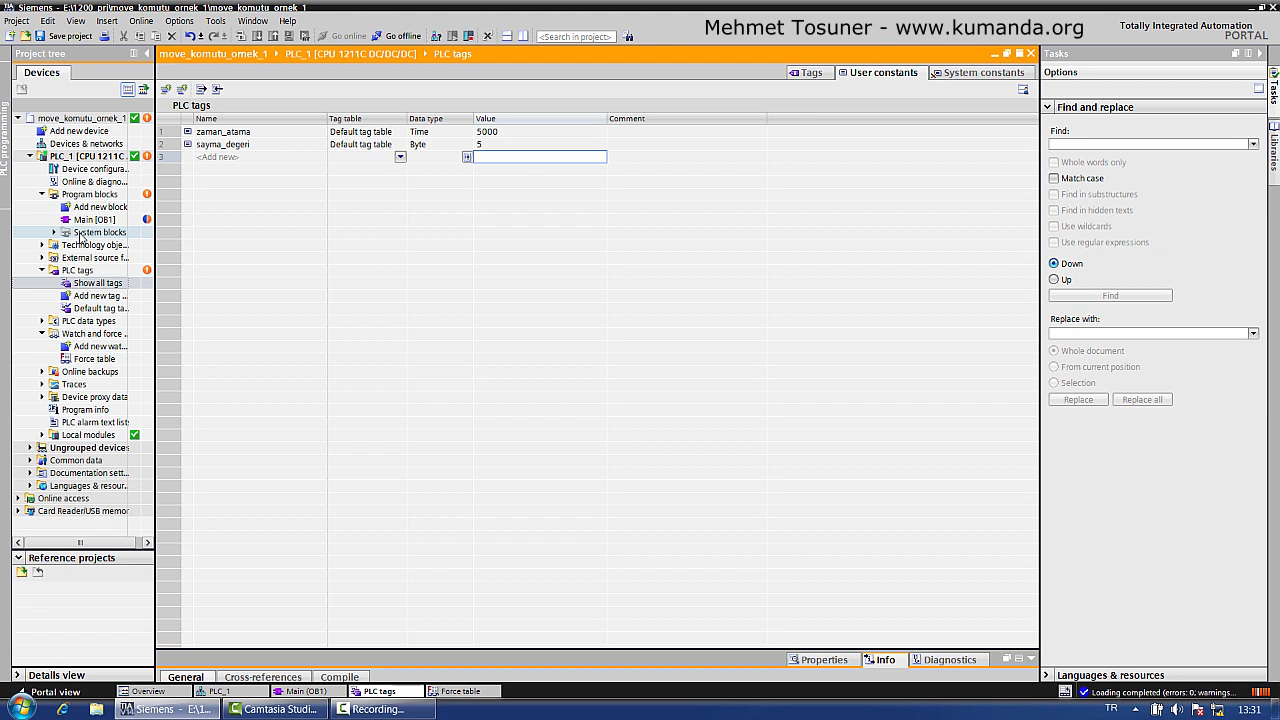 Siemens - E:\1200_prj\move_komutu_ornek_1\move_komutu_ornek_1
Project Edit View Insert Online Options Tools Window Help
Mehmet Tosuner - www.kumanda.org
Totally Integrated Automation
PORTAL
Save project
Go online
Go offline
<Search in project>
Project tree
move_komutu_ornek_1 PLC_1 [CPU 1211C DC/DC/DC] PLC tags
Tasks
Devices
Tags
User constants
System constants
Options
PLC tags
Find and replace
Name Tag table Data type Value Comment
1 zaman_atama Default tag table Time 5000
2 sayma_degeri Default tag table Byte 5
3 <Add new>
move_komutu_ornek_1
Add new device
Devices & networks
PLC_1 [CPU 1211C
Device configura..
Online & diagno...
Program blocks
Add new block
Main [OB1]
System blocks
Technology obje..
External source f...
PLC tags
Show all tags
Add new tag ...
Default tag ta...
PLC data types
Watch and force ..
Add new wat...
Force table
Online backups
Traces
Device proxy data
Program info
PLC alarm text lists
Local modules
Ungrouped devices
Common data
Documentation sett...
Languages & resour..
Online access
Card Reader/USB memor
Reference projects
Details view
Find:
Whole words only
Match case
Find in substructures
Find in hidden texts
Use wildcards
Use regular expressions
Down
Up
Find
Replace with:
Whole document
From current position
Selection
Replace
Replace all
Languages & resources
Tasks
Libraries
PLC programming
Properties
Info
Diagnostics
General Cross-references Compile
Portal view
Overview
PLC_1
Main (OB1)
PLC tags
Force table
Loading completed (errors: 0; warnings...
Siemens - E:\1...
Camtasia Studi...
Recording...
TR
13:31